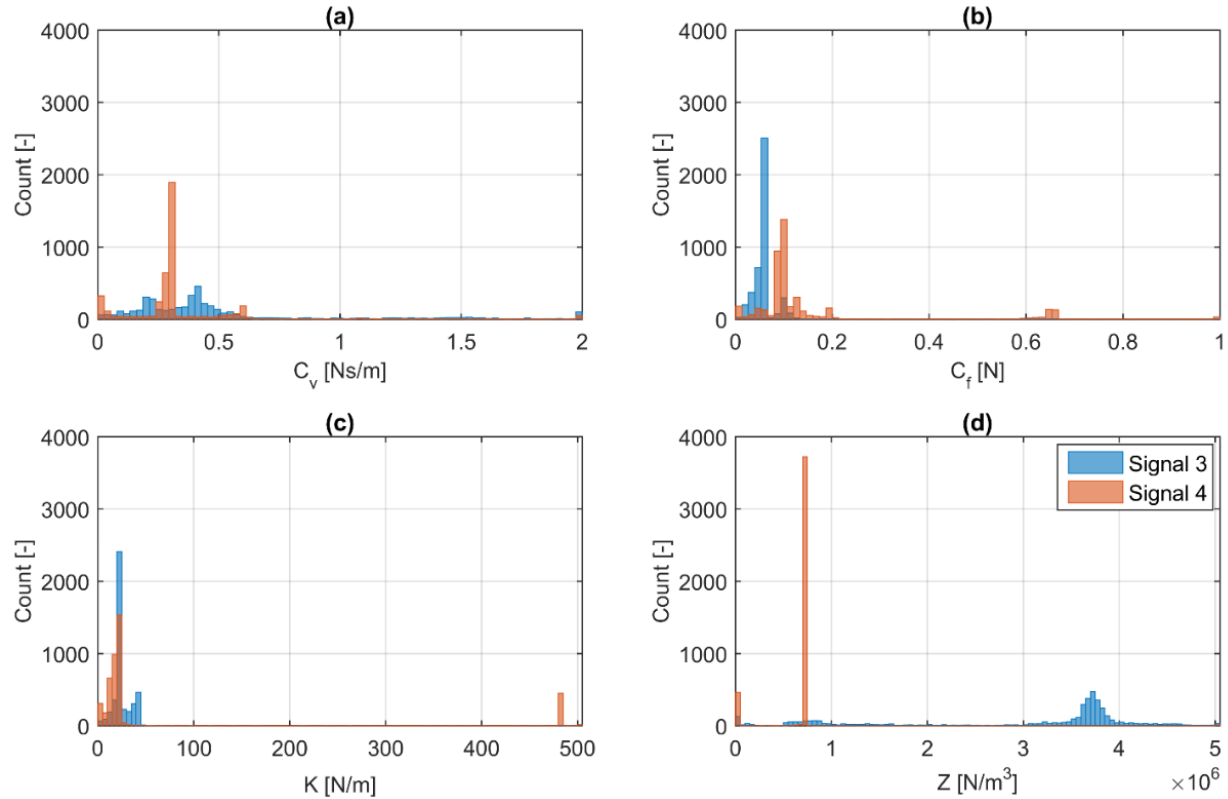 (a)
4000
3000
2000
1000
0
Count [-]
0 0.5 1 1.5 2
C_v [Ns/m]
(b)
4000
3000
2000
1000
0
Count [-]
0 0.2 0.4 0.6 0.8 1
C_f [N]
(c)
4000
3000
2000
1000
0
Count [-]
0 100 200 300 400 500
K [N/m]
(d)
4000
3000
2000
1000
0
Count [-]
Signal 3
Signal 4
0 1 2 3 4 5
Z [N/m³]
×10⁶